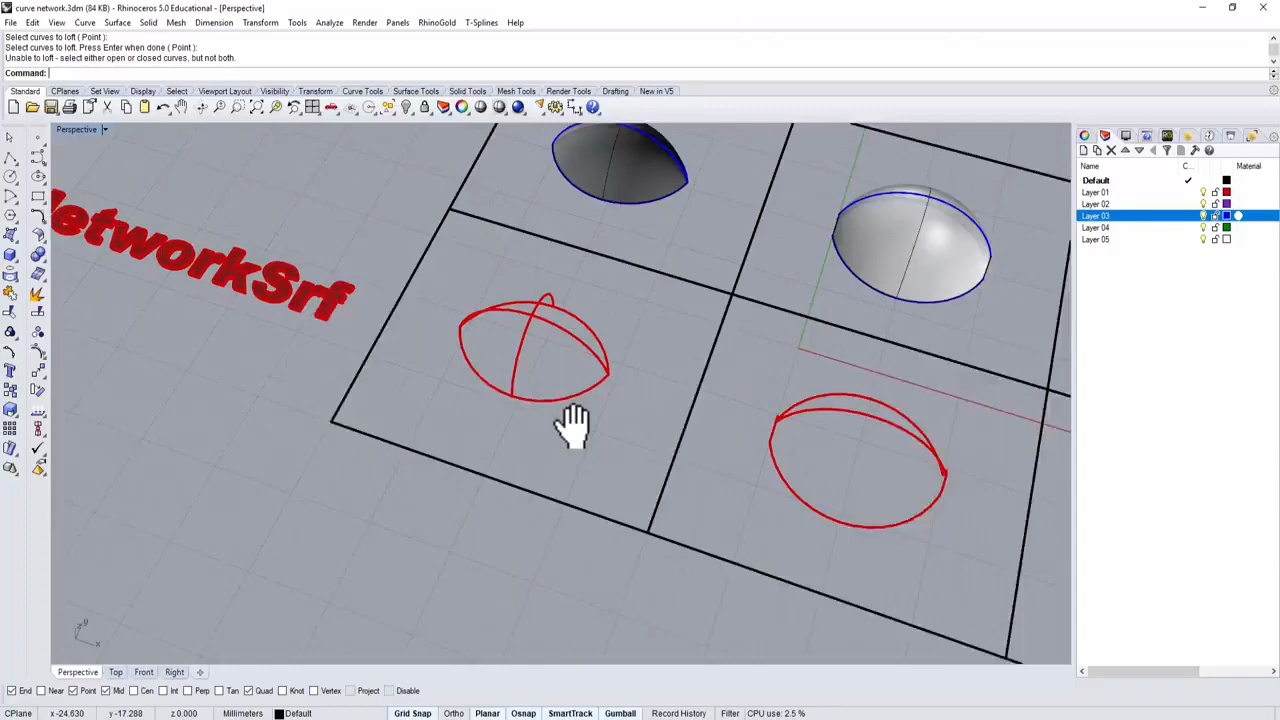 curve network.3dm (84 KB) - Rhinoceros 5.0 Educational - [Perspective]
File Edit View Curve Surface Solid Mesh Dimension Transform Tools Analyze Render Panels RhinoGold T-Splines Help
Select curves to loft ( Point ):
Select curves to loft. Press Enter when done ( Point ):
Unable to loft - select either open or closed curves, but not both.
Command:
Standard CPlanes Set View Display Select Viewport Layout Visibility Transform Curve Tools Surface Tools Solid Tools Mesh Tools Render Tools Drafting New in V5
Perspective
Name C... Material
Default
Layer 01
Layer 02
Layer 03
Layer 04
Layer 05
etworkSrf
y
x
Perspective Top Front Right
End Near Point Mid Cen Int Perp Tan Quad Knot Vertex Project Disable
CPlane x -24.630 y -17.288 z 0.000 Millimeters Default Grid Snap Ortho Planar Osnap SmartTrack Gumball Record History Filter CPU use: 2.5 %